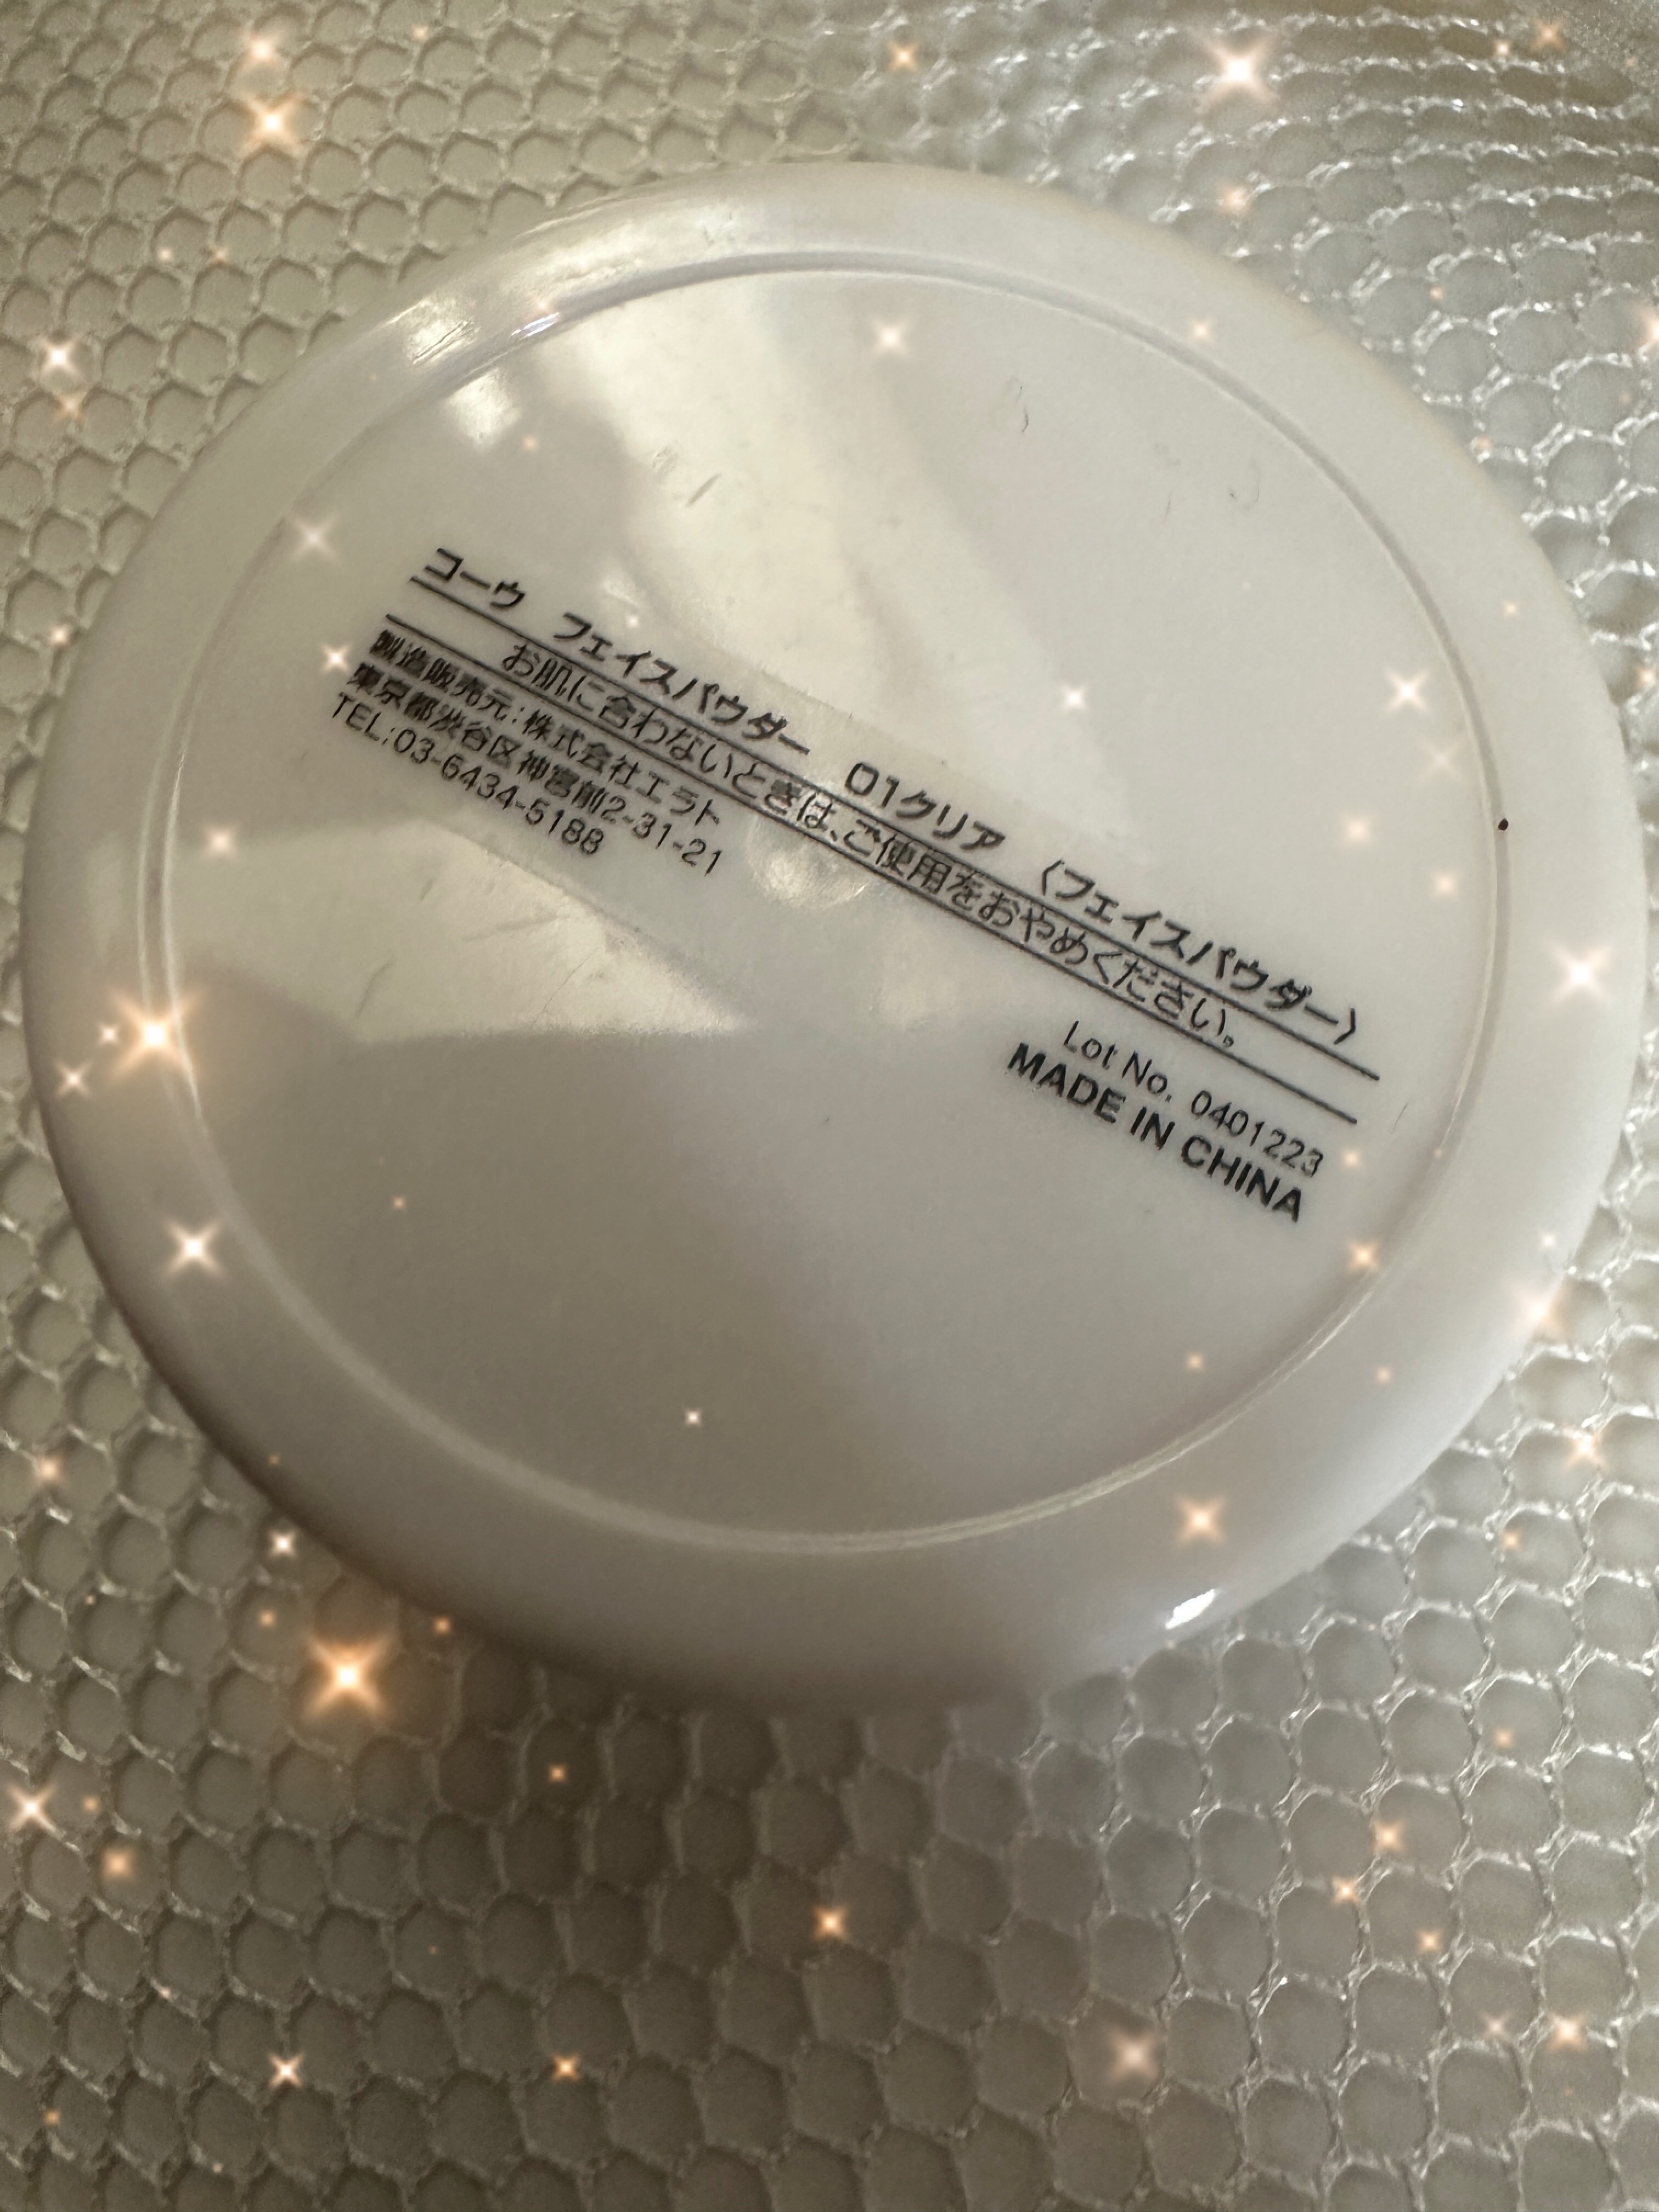 コーウ フェイスパウダー 01クリア 〈フェイスパウダー〉
お肌に合わないときは、ご使用をおやめください。
製造販売元：株式会社エラト
東京都渋谷区神宮前2-31-21
TEL:03-6434-5188
Lot No. 0401223
MADE IN CHINA